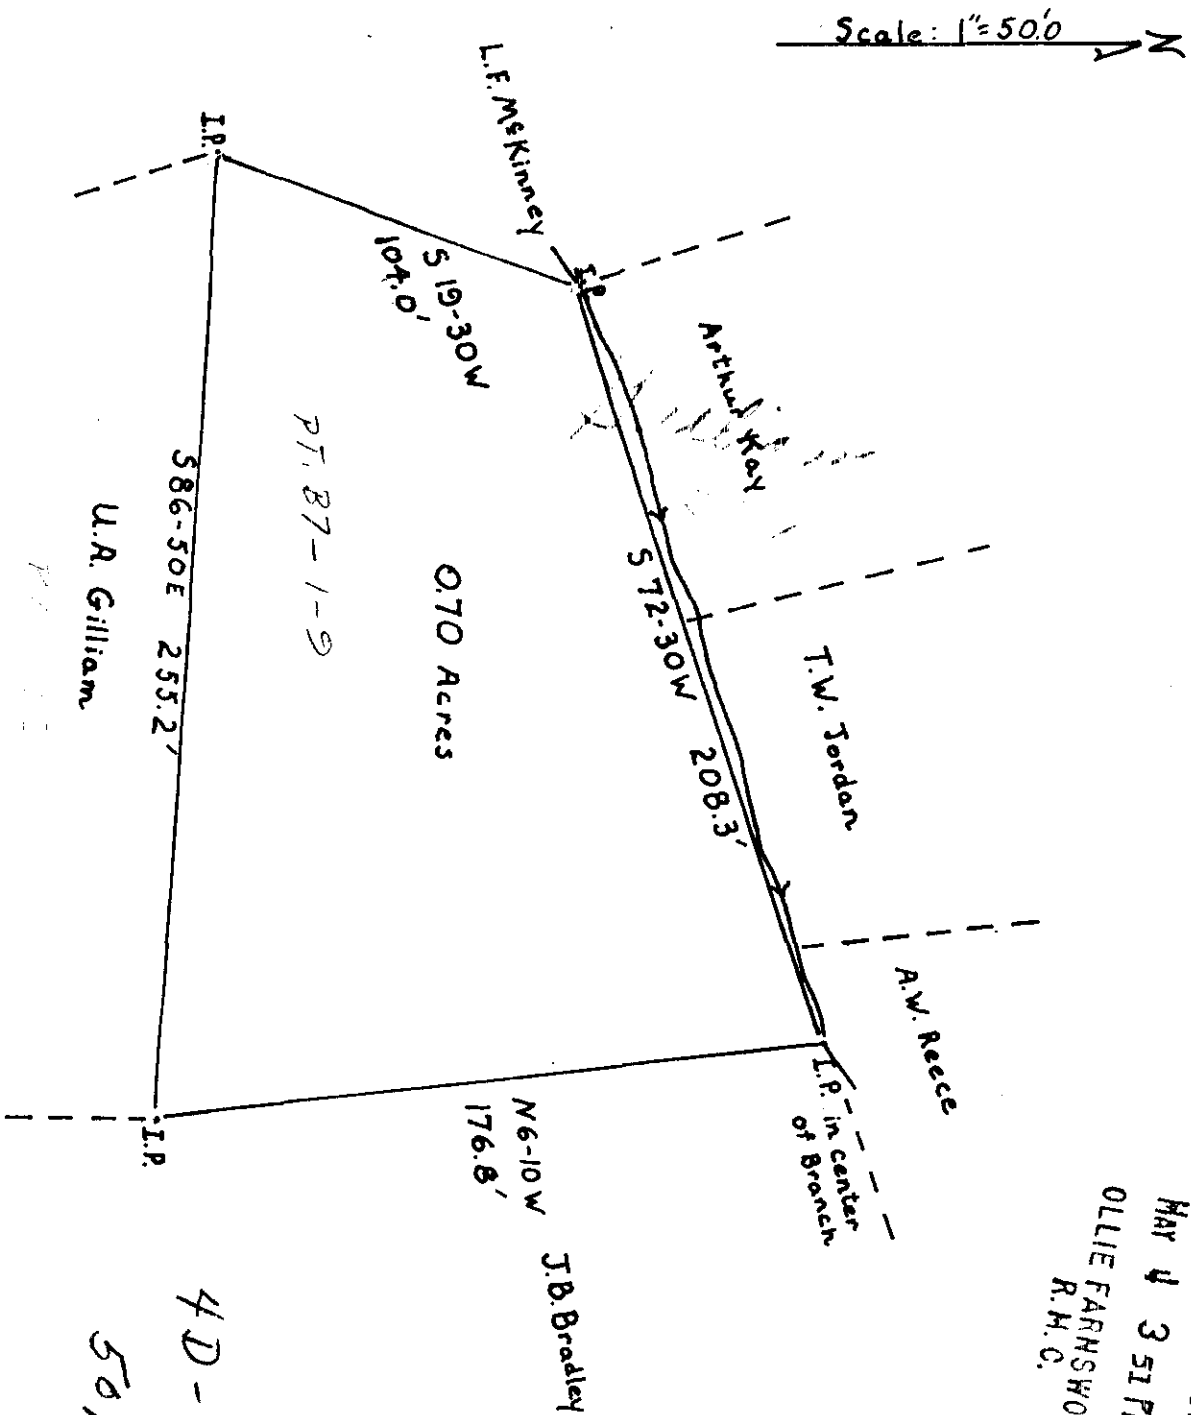 Scale: 1"=50.0'
N
MAY 4 3 51 P
OLLIE FARNSWO
R.M.C.
L.F. McKinney
I.P.
I.P.
Arthur Kay
T.W. Jordan
A.W. Reece
I.P. in center
of Branch
S 72-30W 208.3'
S 19-30W
104.0'
0.70 Acres
PT. B7-1-9
N6-10W
176.8'
J.B. Bradley
S86-50E 255.2'
U.A. Gilliam
I.P.
4D-
50,